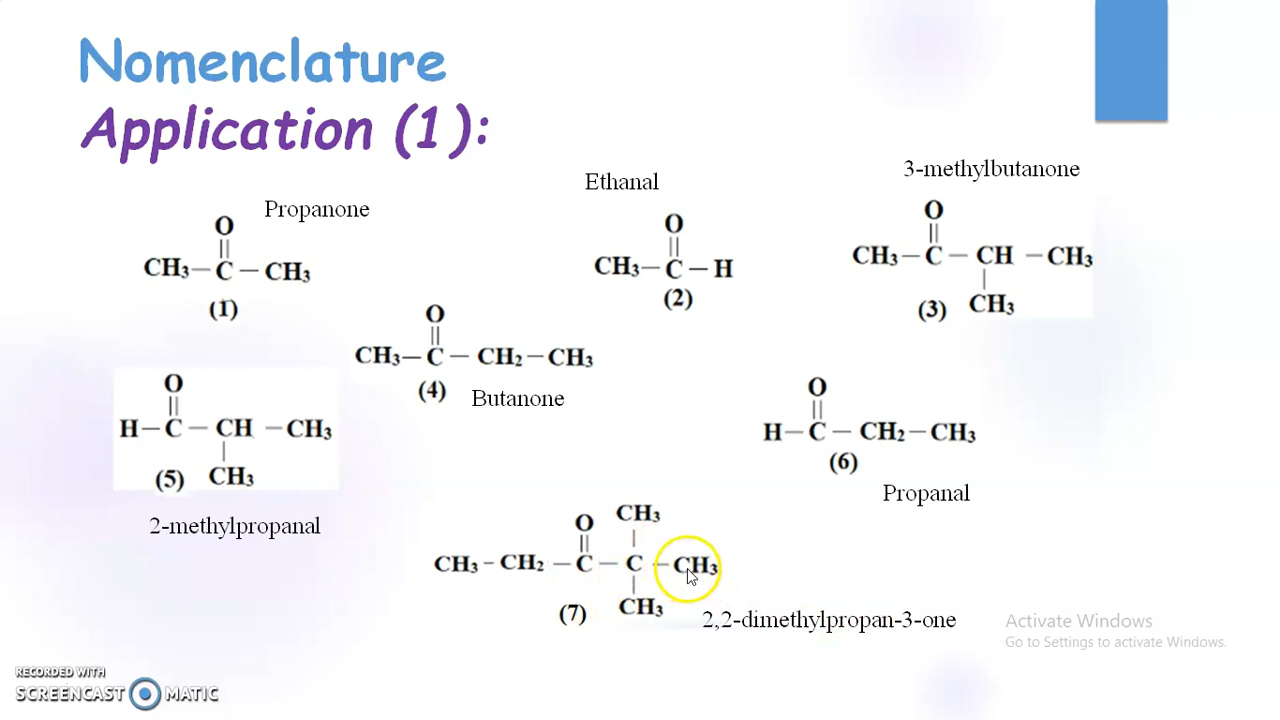 Nomenclature
Application (1):
3-methylbutanone
Ethanal
Propanone
O
CH₃ – C – CH – CH₃
CH₃
(3)
O
CH₃ – C – H
(2)
O
CH₃ – C – CH₃
(1)
O
CH₃ – C – CH₂ – CH₃
(4)
Butanone
O
H – C – CH – CH₃
CH₃
(5)
2-methylpropanal
O
H – C – CH₂ – CH₃
(6)
Propanal
CH₃
O
CH₃ – CH₂ – C – C – CH₃
CH₃
(7)
2,2-dimethylpropan-3-one
Activate Windows
Go to Settings to activate Windows.
RECORDED WITH
SCREENCAST MATIC